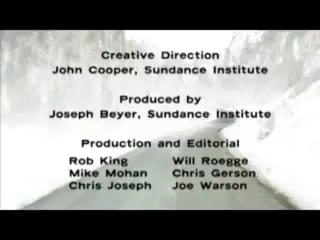 Creative Direction
John Cooper, Sundance Institute
Produced by
Joseph Beyer, Sundance Institute
Production and Editorial
Rob King Will Roegge
Mike Mohan Chris Gerson
Chris Joseph Joe Warson